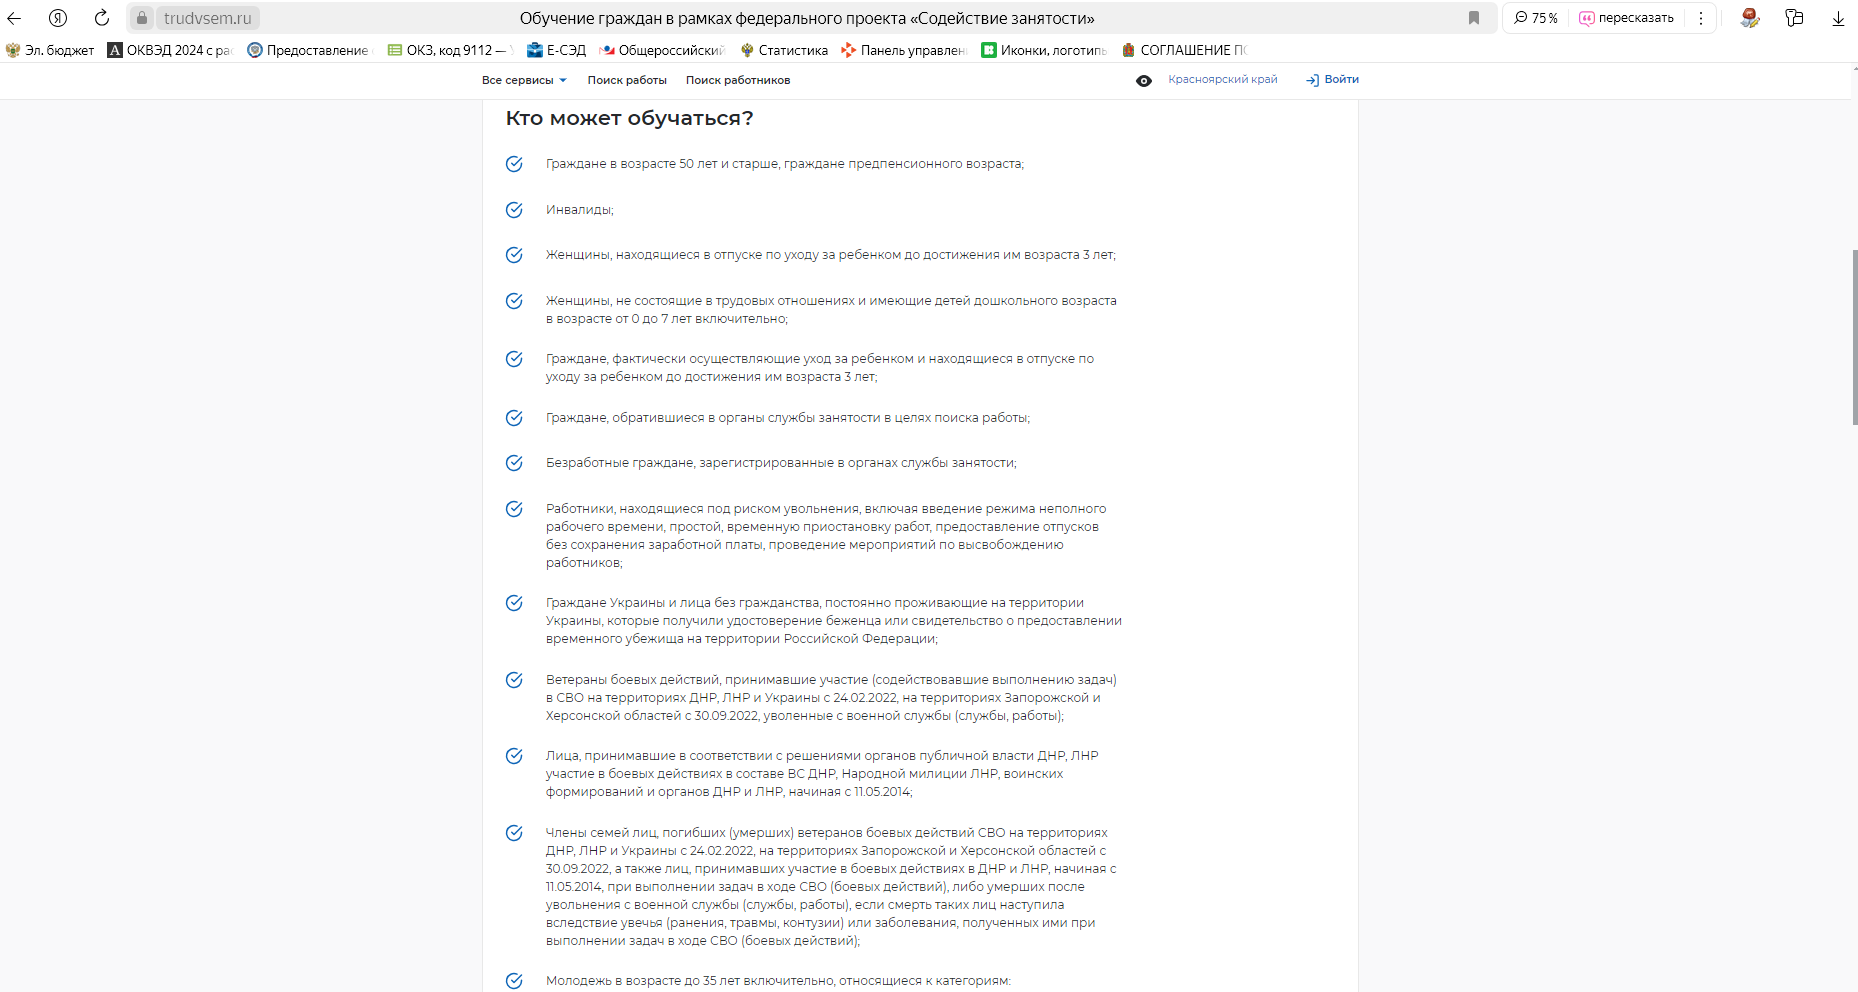 trudvsem.ru
Обучение граждан в рамках федерального проекта «Содействие занятости»
75%
пересказать
Эл. бюджет
ОКВЭД 2024 с рас
Предоставление
ОКЗ, код 9112 —
Е-СЭД
Общероссийский
Статистика
Панель управлен
Иконки, логотипы
СОГЛАШЕНИЕ ПО
Все сервисы
Поиск работы
Поиск работников
Красноярский край
Войти
Кто может обучаться?
Граждане в возрасте 50 лет и старше, граждане предпенсионного возраста;
Инвалиды;
Женщины, находящиеся в отпуске по уходу за ребенком до достижения им возраста 3 лет;
Женщины, не состоящие в трудовых отношениях и имеющие детей дошкольного возраста
в возрасте от 0 до 7 лет включительно;
Граждане, фактически осуществляющие уход за ребенком и находящиеся в отпуске по
уходу за ребенком до достижения им возраста 3 лет;
Граждане, обратившиеся в органы службы занятости в целях поиска работы;
Безработные граждане, зарегистрированные в органах службы занятости;
Работники, находящиеся под риском увольнения, включая введение режима неполного
рабочего времени, простой, временную приостановку работ, предоставление отпусков
без сохранения заработной платы, проведение мероприятий по высвобождению
работников;
Граждане Украины и лица без гражданства, постоянно проживающие на территории
Украины, которые получили удостоверение беженца или свидетельство о предоставлении
временного убежища на территории Российской Федерации;
Ветераны боевых действий, принимавшие участие (содействовавшие выполнению задач)
в СВО на территориях ДНР, ЛНР и Украины с 24.02.2022, на территориях Запорожской и
Херсонской областей с 30.09.2022, уволенные с военной службы (службы, работы);
Лица, принимавшие в соответствии с решениями органов публичной власти ДНР, ЛНР
участие в боевых действиях в составе ВС ДНР, Народной милиции ЛНР, воинских
формирований и органов ДНР и ЛНР, начиная с 11.05.2014;
Члены семей лиц, погибших (умерших) ветеранов боевых действий СВО на территориях
ДНР, ЛНР и Украины с 24.02.2022, на территориях Запорожской и Херсонской областей с
30.09.2022, а также лиц, принимавших участие в боевых действиях в ДНР и ЛНР, начиная с
11.05.2014, при выполнении задач в ходе СВО (боевых действий), либо умерших после
увольнения с военной службы (службы, работы), если смерть таких лиц наступила
вследствие увечья (ранения, травмы, контузии) или заболевания, полученных ими при
выполнении задач в ходе СВО (боевых действий);
Молодежь в возрасте до 35 лет включительно, относящиеся к категориям: